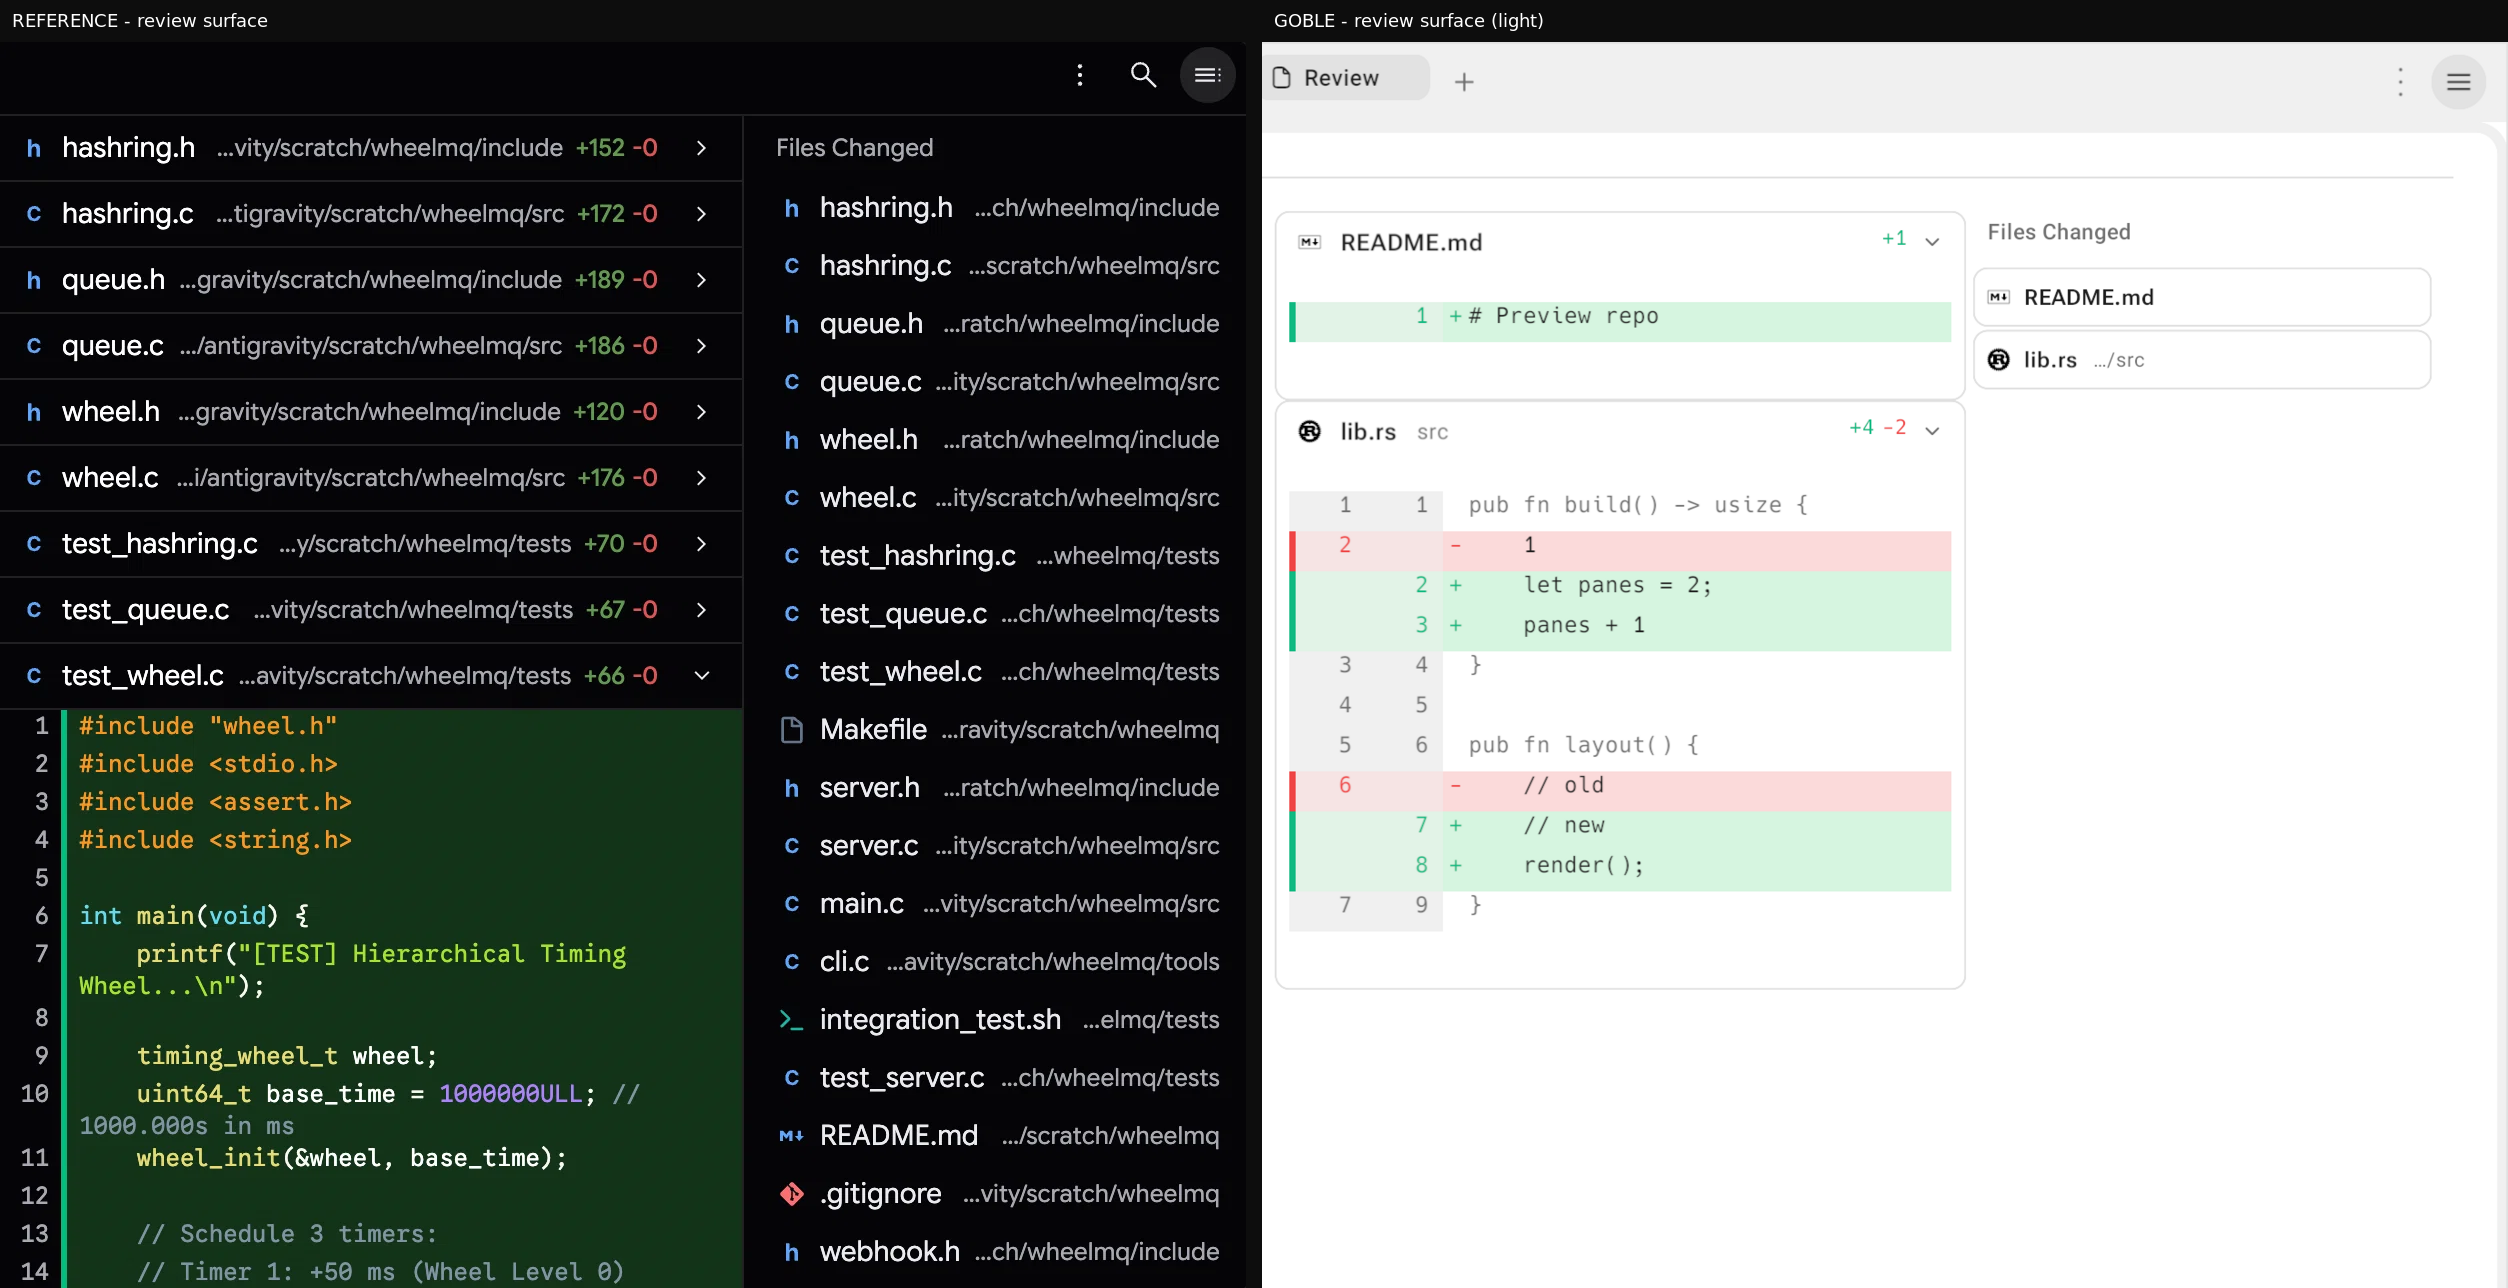 REFERENCE - review surface
h hashring.h ...vity/scratch/wheelmq/include +152 -0
C hashring.c ...tigravity/scratch/wheelmq/src +172 -0
h queue.h ...gravity/scratch/wheelmq/include +189 -0
C queue.c .../antigravity/scratch/wheelmq/src +186 -0
h wheel.h ...gravity/scratch/wheelmq/include +120 -0
C wheel.c ...i/antigravity/scratch/wheelmq/src +176 -0
C test_hashring.c ...y/scratch/wheelmq/tests +70 -0
C test_queue.c ...vity/scratch/wheelmq/tests +67 -0
C test_wheel.c ...avity/scratch/wheelmq/tests +66 -0
1 #include "wheel.h"
2 #include <stdio.h>
3 #include <assert.h>
4 #include <string.h>
5
6 int main(void) {
7     printf("[TEST] Hierarchical Timing
Wheel...\n");
8
9     timing_wheel_t wheel;
10     uint64_t base_time = 1000000ULL; //
1000.000s in ms
11     wheel_init(&wheel, base_time);
12
13     // Schedule 3 timers:
14     // Timer 1: +50 ms (Wheel Level 0)
Files Changed
h hashring.h ...ch/wheelmq/include
C hashring.c ...scratch/wheelmq/src
h queue.h ...ratch/wheelmq/include
C queue.c ...ity/scratch/wheelmq/src
h wheel.h ...ratch/wheelmq/include
C wheel.c ...ity/scratch/wheelmq/src
C test_hashring.c ...wheelmq/tests
C test_queue.c ...ch/wheelmq/tests
C test_wheel.c ...ch/wheelmq/tests
Makefile ...ravity/scratch/wheelmq
h server.h ...ratch/wheelmq/include
C server.c ...ity/scratch/wheelmq/src
C main.c ...vity/scratch/wheelmq/src
C cli.c ...avity/scratch/wheelmq/tools
>_ integration_test.sh ...elmq/tests
C test_server.c ...ch/wheelmq/tests
M↓ README.md .../scratch/wheelmq
.gitignore ...vity/scratch/wheelmq
h webhook.h ...ch/wheelmq/include
GOBLE - review surface (light)
Review +
M↓ README.md +1
1 + # Preview repo
R lib.rs src +4 -2
1 1 pub fn build() -> usize {
2 -     1
2 +     let panes = 2;
3 +     panes + 1
3 4 }
4 5
5 6 pub fn layout() {
6 -     // old
7 +     // new
8 +     render();
7 9 }
Files Changed
M↓ README.md
R lib.rs .../src